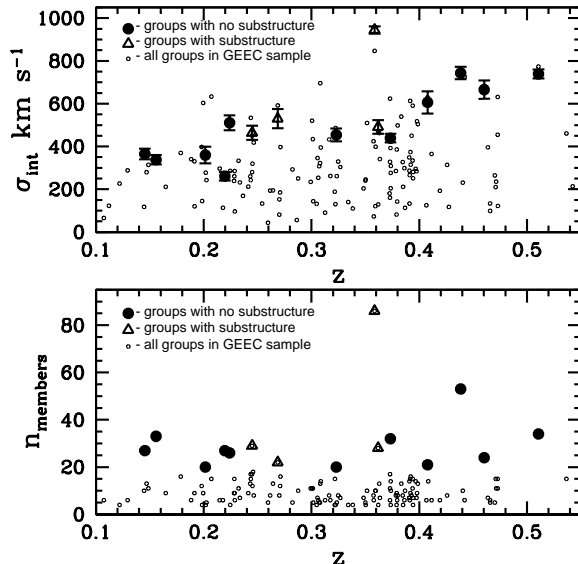 1000
800
600
400
200
0
σint km s−1
- groups with no substructure
- groups with substructure
- all groups in GEEC sample
0.1 0.2 0.3 0.4 0.5
z
80
60
40
20
0
nmembers
- groups with no substructure
- groups with substructure
- all groups in GEEC sample
0.1 0.2 0.3 0.4 0.5
z